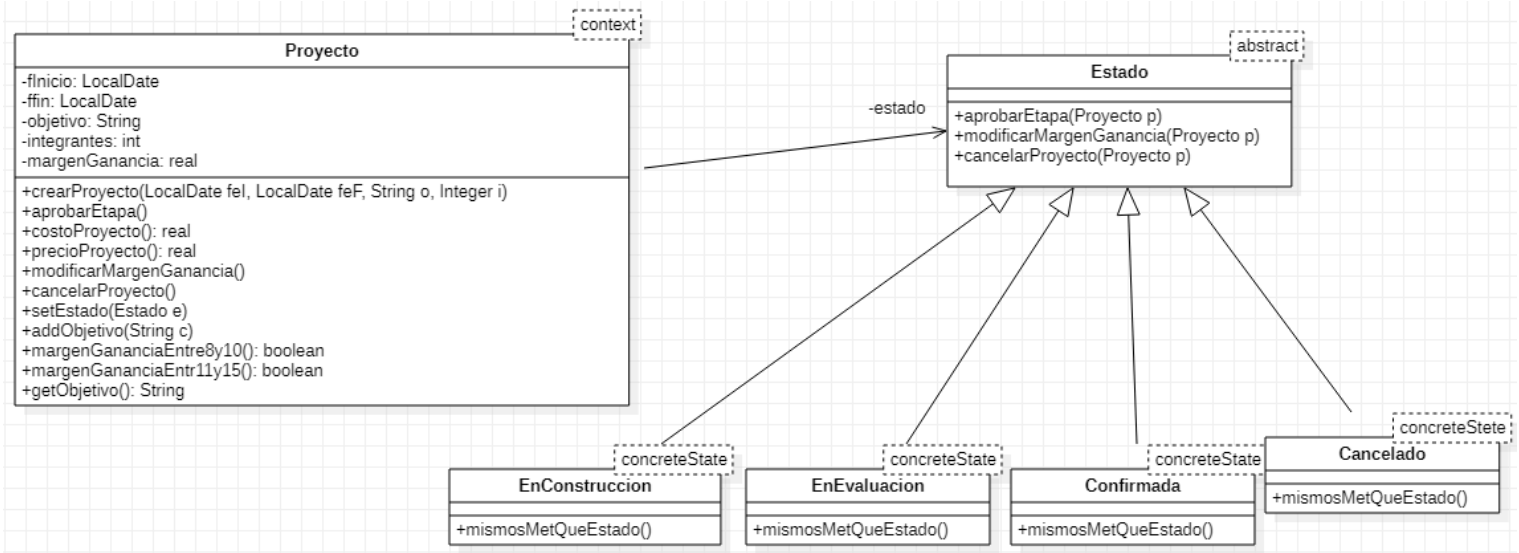 context
Proyecto
-fInicio: LocalDate
-ffin: LocalDate
-objetivo: String
-integrantes: int
-margenGanancia: real
+crearProyecto(LocalDate feI, LocalDate feF, String o, Integer i)
+aprobarEtapa()
+costoProyecto(): real
+precioProyecto(): real
+modificarMargenGanancia()
+cancelarProyecto()
+setEstado(Estado e)
+addObjetivo(String c)
+margenGananciaEntre8y10(): boolean
+margenGananciaEntr11y15(): boolean
+getObjetivo(): String
-estado
abstract
Estado
+aprobarEtapa(Proyecto p)
+modificarMargenGanancia(Proyecto p)
+cancelarProyecto(Proyecto p)
concreteState
EnConstruccion
+mismosMetQueEstado()
concreteState
EnEvaluacion
+mismosMetQueEstado()
concreteState
Confirmada
+mismosMetQueEstado()
concreteStete
Cancelado
+mismosMetQueEstado()